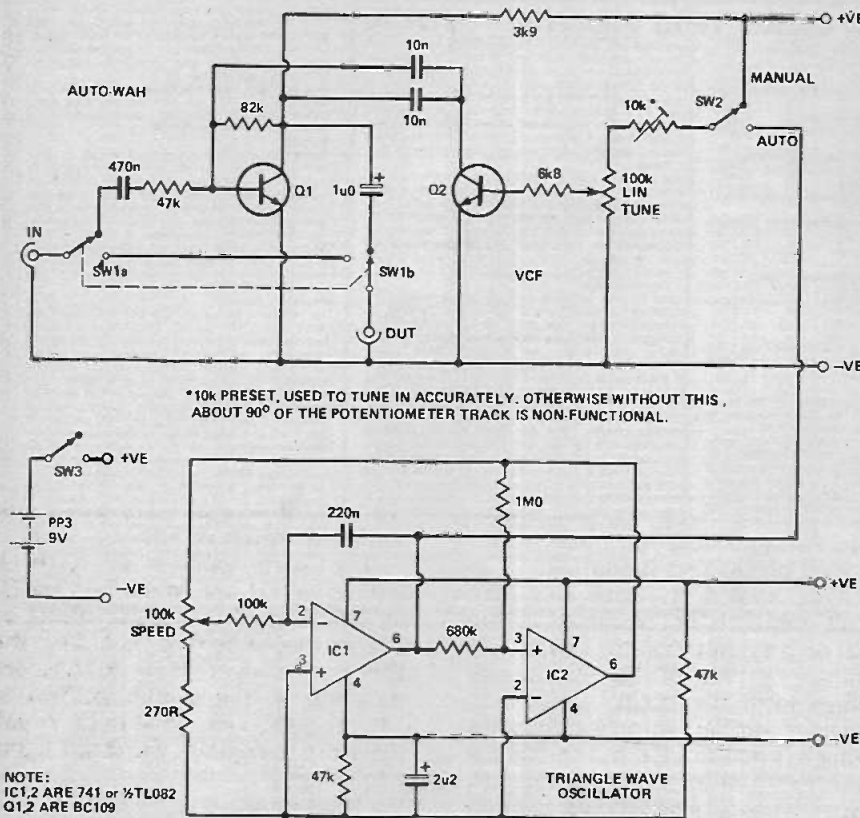 +VE
3k9
10n
MANUAL
AUTO-WAH
SW2
10k*
82k
10n
AUTO
470n
Q1
1u0
+
Q2
6k8
100k
LIN
TUNE
47k
IN
SW1a
SW1b
VCF
OUT
-VE
*10k PRESET, USED TO TUNE IN ACCURATELY. OTHERWISE WITHOUT THIS,
ABOUT 90° OF THE POTENTIOMETER TRACK IS NON-FUNCTIONAL.
+VE
SW3
1M0
220n
PP3
9V
-VE
+VE
100k
SPEED
100k
2
-
7
6
680k
3
+
7
IC1
IC2
6
3
+
4
2
-
4
47k
270R
-VE
47k
+
2u2
TRIANGLE WAVE
OSCILLATOR
NOTE:
IC1,2 ARE 741 or ½TL082
Q1,2 ARE BC109